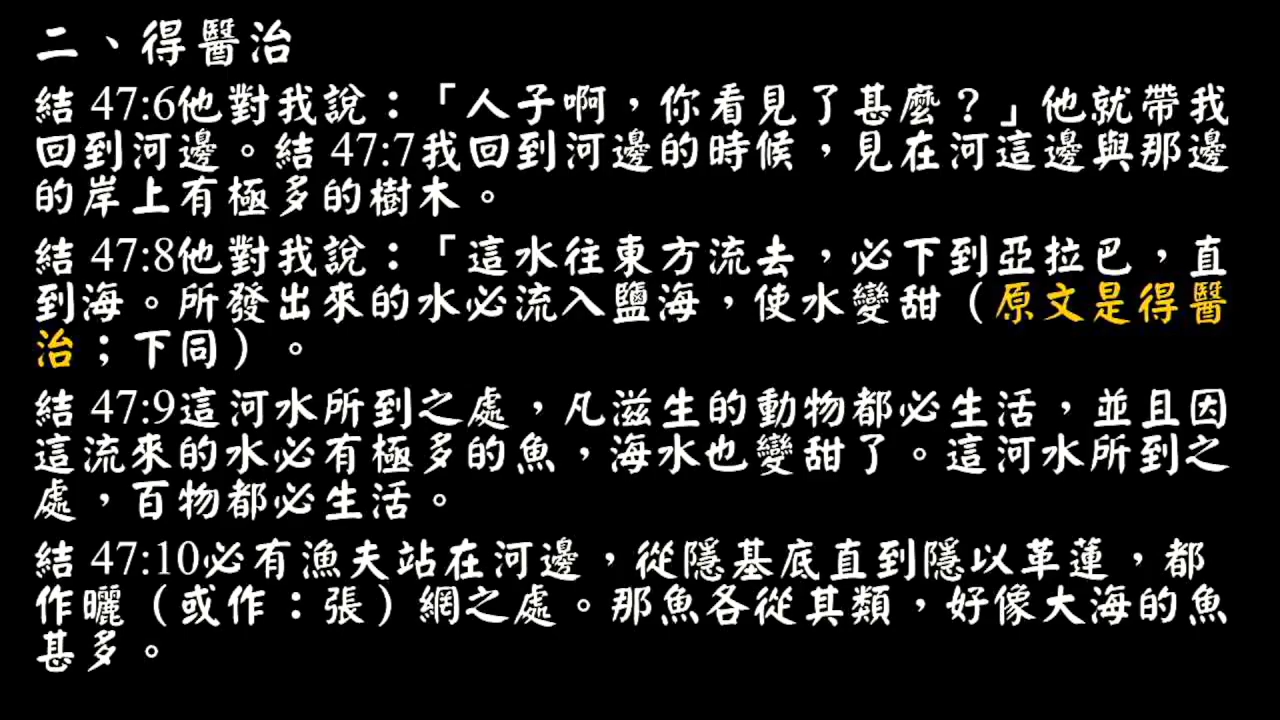 二、得醫治
結 47:6他對我說：「人子啊，你看見了甚麼？」他就帶我
回到河邊。結 47:7我回到河邊的時候，見在河這邊與那邊
的岸上有極多的樹木。
結 47:8他對我說：「這水往東方流去，必下到亞拉巴，直
到海。所發出來的水必流入鹽海，使水變甜（原文是得醫
治；下同）。
結 47:9這河水所到之處，凡滋生的動物都必生活，並且因
這流來的水必有極多的魚，海水也變甜了。這河水所到之
處，百物都必生活。
結 47:10必有漁夫站在河邊，從隱基底直到隱以革蓮，都
作曬（或作：張）網之處。那魚各從其類，好像大海的魚
甚多。